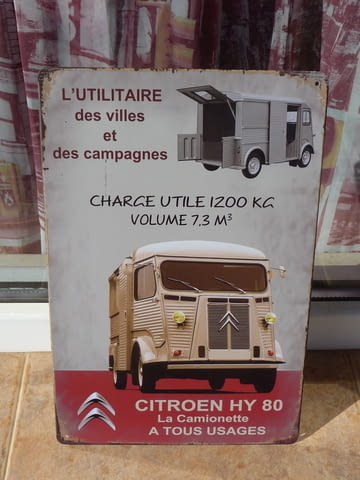 L'UTILITAIRE
des villes
et
des campagnes
CHARGE UTILE 1200 KG
VOLUME 7,3 M³
CITROEN HY 80
La Camionette
A TOUS USAGES